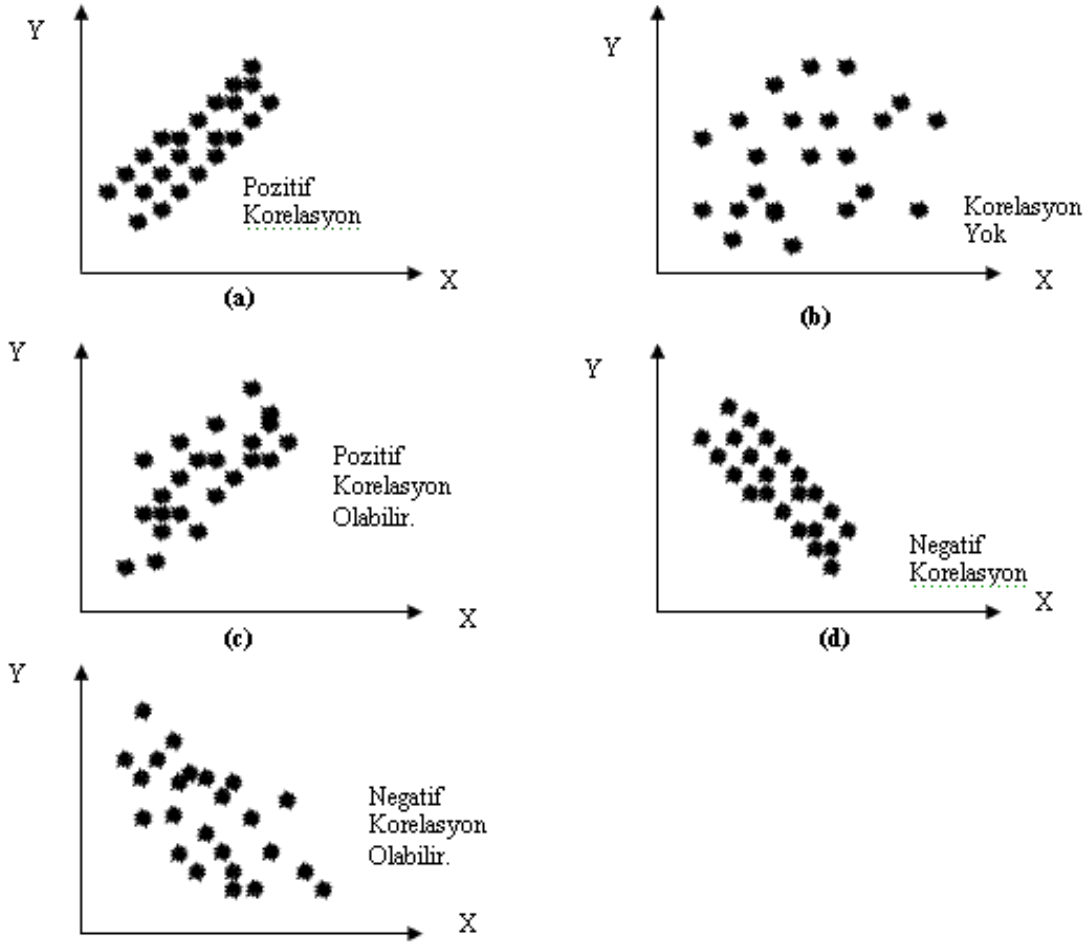 Y
Pozitif
Korelasyon
X
(a)
Y
Korelasyon
Yok
X
(b)
Y
Pozitif
Korelasyon
Olabilir.
X
(c)
Y
Negatif
Korelasyon
X
(d)
Y
Negatif
Korelasyon
Olabilir.
X